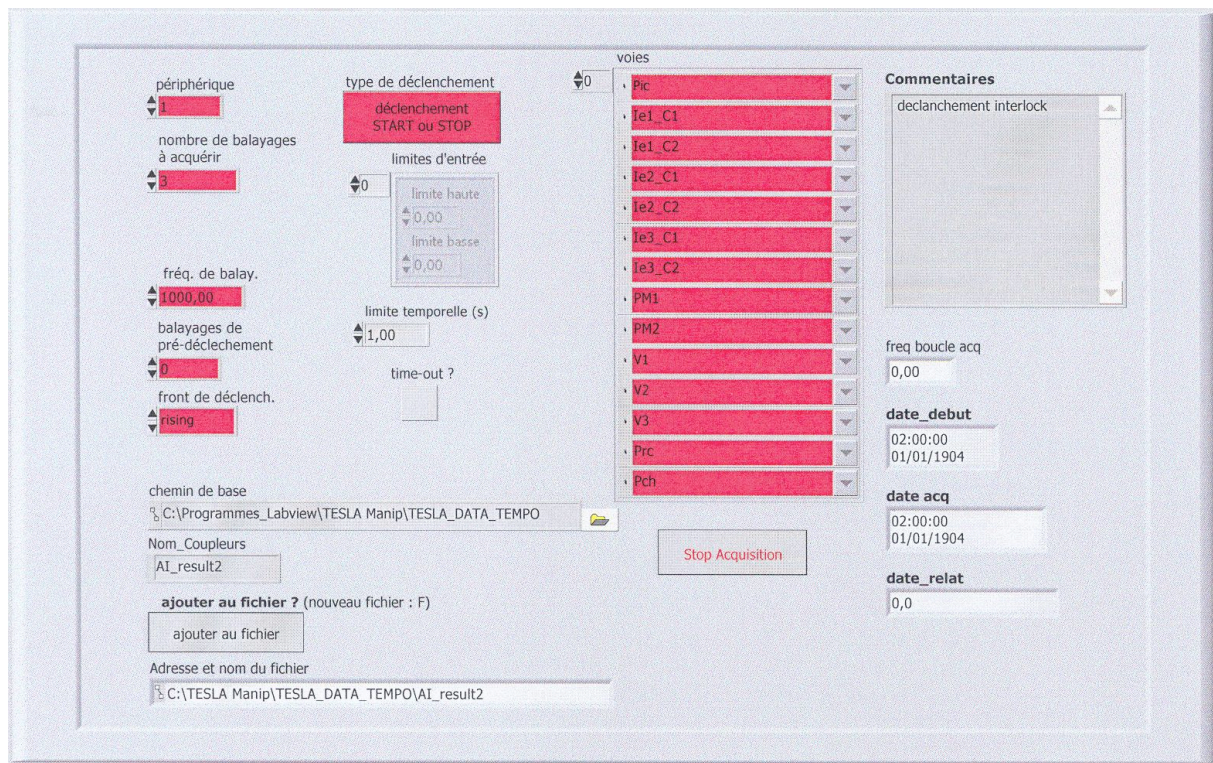 périphérique
1
nombre de balayages
à acquérir
3
fréq. de balay.
1000,00
balayages de
pré-déclechement
0
front de déclench.
rising
type de déclenchement
déclenchement
START ou STOP
limites d'entrée
0
limite haute
0,00
limite basse
0,00
limite temporelle (s)
1,00
time-out ?
voies
0
Pic
Ie1_C1
Ie1_C2
Ie2_C1
Ie2_C2
Ie3_C1
Ie3_C2
PM1
PM2
V1
V2
V3
Prc
Pch
Commentaires
declanchement interlock
freq boucle acq
0,00
date_debut
02:00:00
01/01/1904
date acq
02:00:00
01/01/1904
date_relat
0,0
chemin de base
C:\Programmes_Labview\TESLA Manip\TESLA_DATA_TEMPO
Nom_Coupleurs
AI_result2
Stop Acquisition
ajouter au fichier ? (nouveau fichier : F)
ajouter au fichier
Adresse et nom du fichier
C:\TESLA Manip\TESLA_DATA_TEMPO\AI_result2